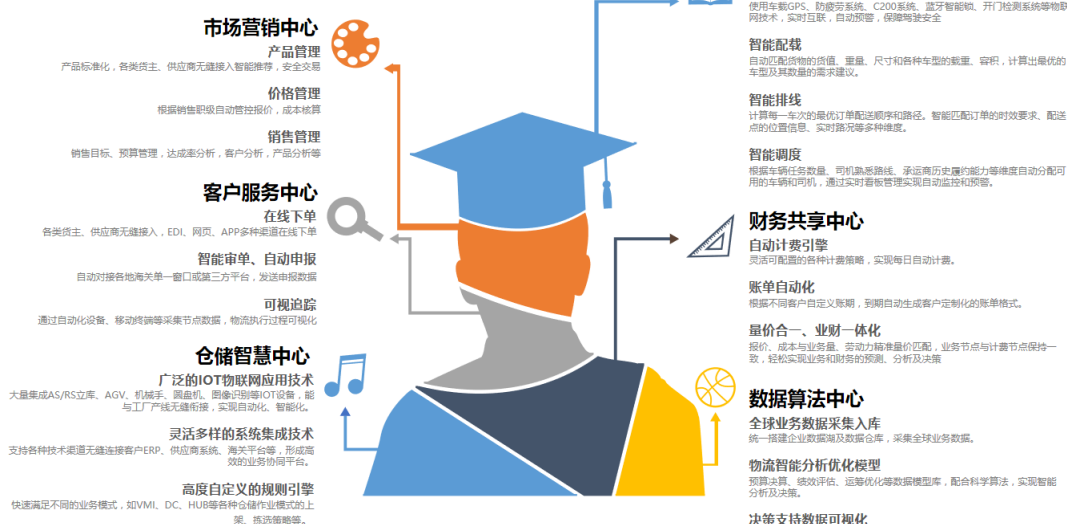 市场营销中心
产品管理
产品标准化，各类货主、供应商无缝接入智能推荐，安全交易
价格管理
根据销售职级自动管控报价，成本核算
销售管理
销售目标、预算管理，达成率分析，客户分析，产品分析等
客户服务中心
在线下单
各类货主、供应商无缝接入，EDI、网页、APP多种渠道在线下单
智能审单、自动申报
自动对接各地海关单一窗口或第三方平台，发送申报数据
可视追踪
通过自动化设备、移动终端等采集节点数据，物流执行过程可视化
仓储智慧中心
广泛的IOT物联网应用技术
大量集成AS/RS立库、AGV、机械手、圆盘机、图像识别等IOT设备，能
与工厂产线无缝衔接，实现自动化、智能化。
灵活多样的系统集成技术
支持各种技术渠道无缝连接客户ERP、供应商系统、海关平台等，形成高
效的业务协同平台。
高度自定义的规则引擎
快速满足不同的业务模式，如VMI、DC、HUB等各种仓储作业模式的上
架、拣选策略等。
使用车载GPS、防疲劳系统、C200系统、蓝牙智能锁、开门检测系统等物联
网技术，实时互联，自动预警，保障驾驶安全
智能配载
自动匹配货物的货值、重量、尺寸和各种车型的载重、容积，计算出最优的
车型及其数量的需求建议。
智能排线
计算每一车次的最优订单配送顺序和路径。智能匹配订单的时效要求、配送
点的位置信息、实时路况等多种维度。
智能调度
根据车辆任务数量、司机熟悉路线、承运商历史履约能力等维度自动分配可
用的车辆和司机，通过实时看板管理实现自动监控和预警。
财务共享中心
自动计费引擎
灵活可配置的各种计费策略，实现每日自动计费。
账单自动化
根据不同客户自定义账期，到期自动生成客户定制化的账单格式。
量价合一、业财一体化
报价、成本与业务量、劳动力精准量价匹配，业务节点与计费节点保持一
致，轻松实现业务和财务的预测、分析及决策
数据算法中心
全球业务数据采集入库
统一搭建企业数据湖及数据仓库，采集全球业务数据。
物流智能分析优化模型
预算决算、绩效评估、运筹优化等数据模型库，配合科学算法，实现智能
分析及决策。
决策支持数据可视化